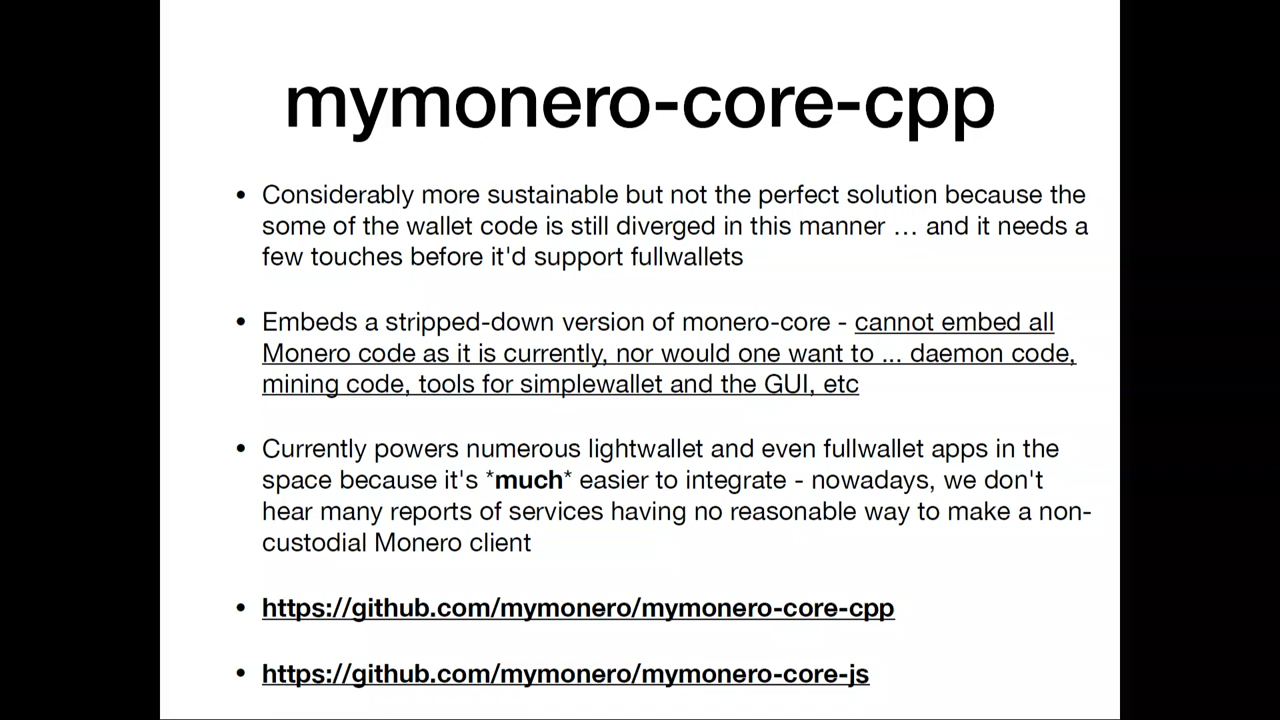 mymonero-core-cpp
• Considerably more sustainable but not the perfect solution because the
some of the wallet code is still diverged in this manner … and it needs a
few touches before it'd support fullwallets
• Embeds a stripped-down version of monero-core - cannot embed all
Monero code as it is currently, nor would one want to ... daemon code,
mining code, tools for simplewallet and the GUI, etc
• Currently powers numerous lightwallet and even fullwallet apps in the
space because it's *much* easier to integrate - nowadays, we don't
hear many reports of services having no reasonable way to make a non-
custodial Monero client
• https://github.com/mymonero/mymonero-core-cpp
• https://github.com/mymonero/mymonero-core-js